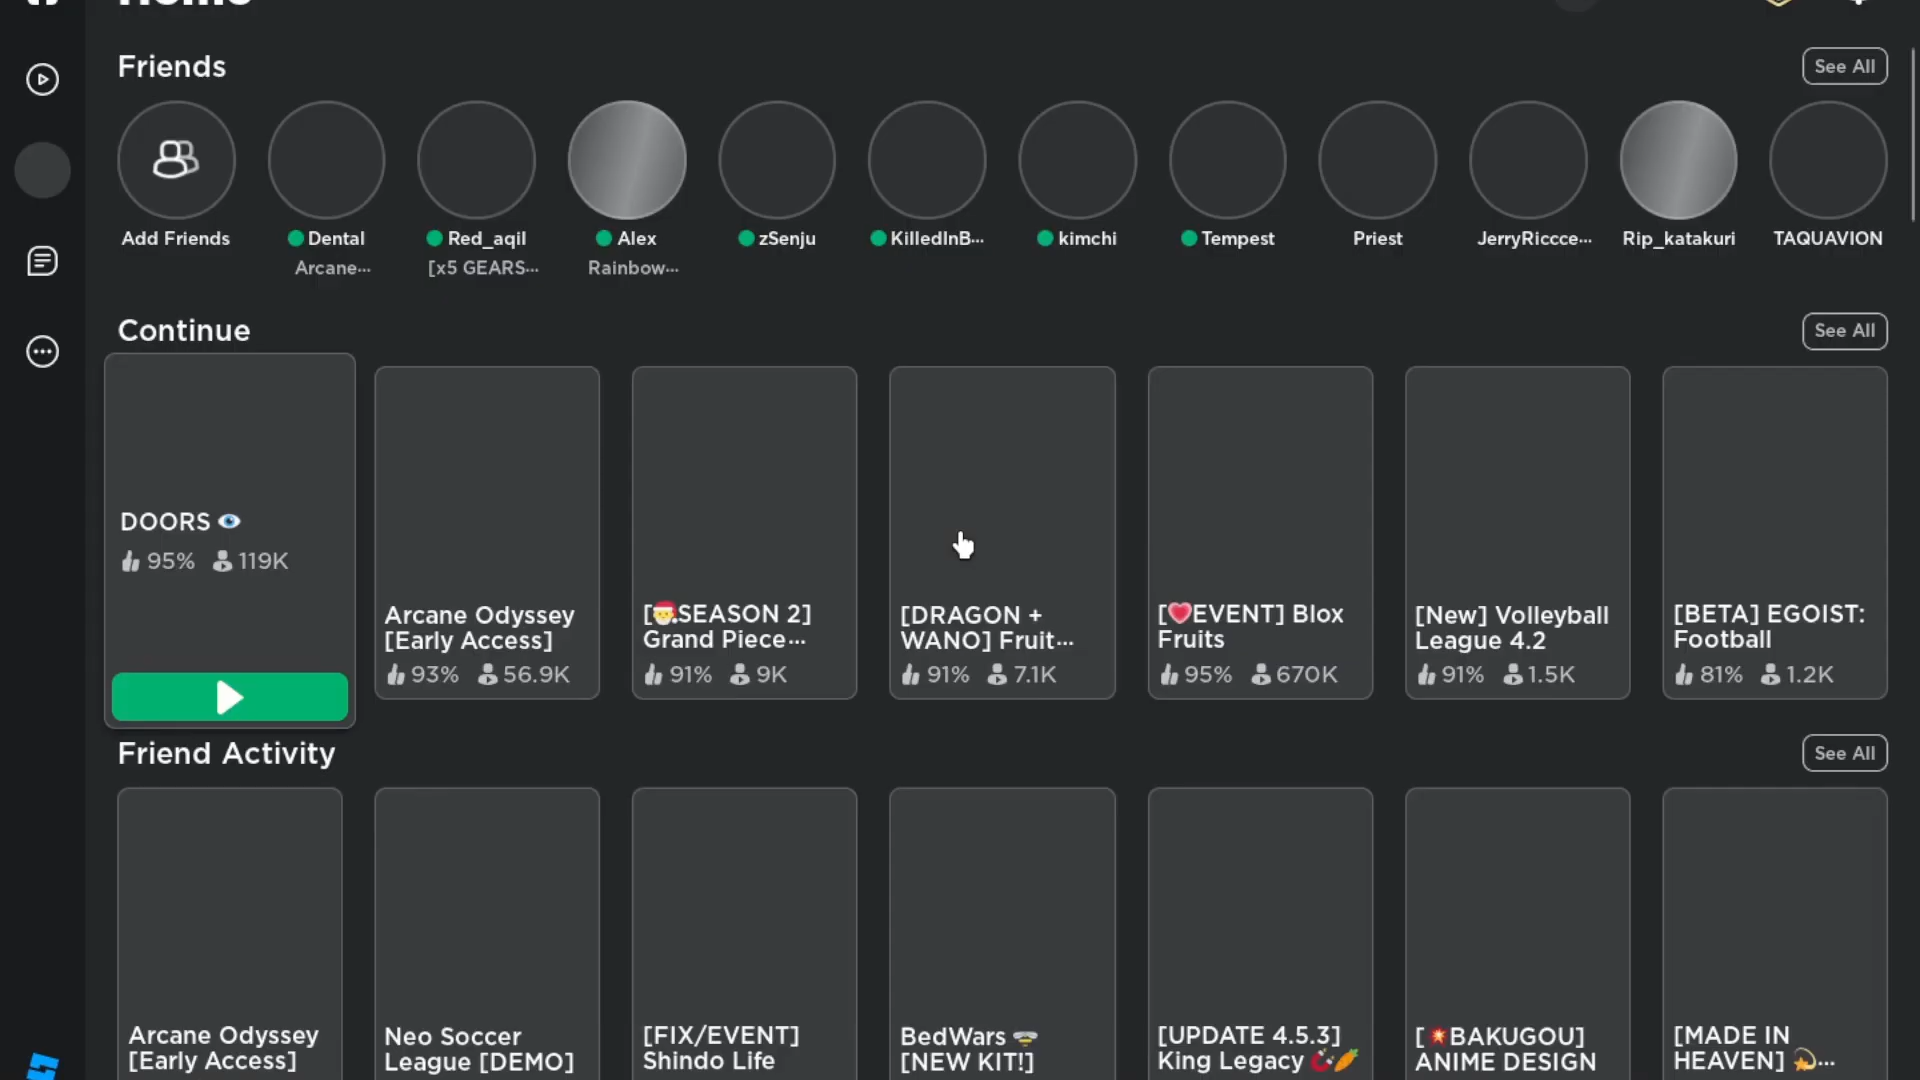 Home
Friends
See All
Add Friends
Dental
Red_aqil
Alex
zSenju
KilledInB...
kimchi
Tempest
Priest
JerryRiccce...
Rip_katakuri
TAQUAVION
Arcane...
[x5 GEARS...
Rainbow...
Continue
See All
DOORS 👁️
95% 119K
Arcane Odyssey
[Early Access]
93% 56.9K
[🎅SEASON 2]
Grand Piece...
91% 9K
[DRAGON +
WANO] Fruit...
91% 7.1K
[❤️EVENT] Blox
Fruits
95% 670K
[New] Volleyball
League 4.2
91% 1.5K
[BETA] EGOIST:
Football
81% 1.2K
Friend Activity
See All
Arcane Odyssey
[Early Access]
Neo Soccer
League [DEMO]
[FIX/EVENT]
Shindo Life
BedWars 🐝
[NEW KIT!]
[UPDATE 4.5.3]
King Legacy 🧲🥕
[💥BAKUGOU]
ANIME DESIGN
[MADE IN
HEAVEN] 💫...